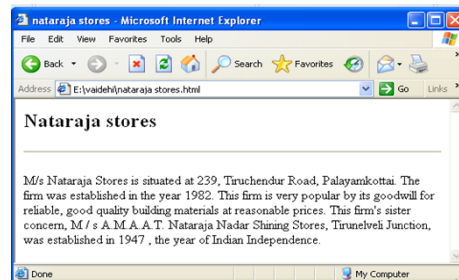 nataraja stores - Microsoft Internet Explorer
File Edit View Favorites Tools Help
Back Search Favorites
Address E:\vaidehi\nataraja stores.html Go Links
Nataraja stores
M/s Nataraja Stores is situated at 239, Tiruchendur Road, Palayamkottai. The
firm was established in the year 1982. This firm is very popular by its goodwill for
reliable, good quality building materials at reasonable prices. This firm's sister
concern, M / s A.M.A.A.T. Nataraja Nadar Shining Stores, Tirunelveli Junction,
was established in 1947 , the year of Indian Independence.
Done My Computer